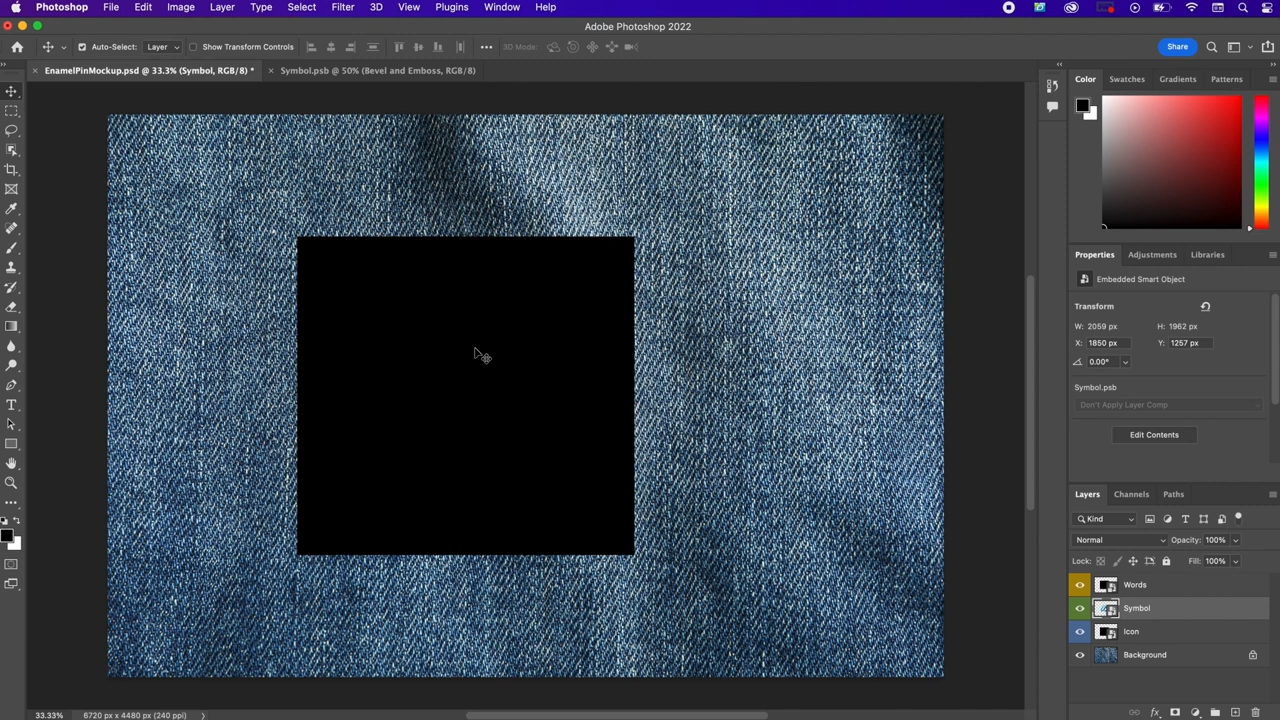 Photoshop File Edit Image Layer Type Select Filter 3D View Plugins Window Help
Adobe Photoshop 2022
Auto-Select: Layer Show Transform Controls 3D Mode: Share
EnamelPinMockup.psd @ 33.3% (Symbol, RGB/8) * Symbol.psb @ 50% (Bevel and Emboss, RGB/8)
Color Swatches Gradients Patterns
Properties Adjustments Libraries
Embedded Smart Object
Transform
W: 2059 px H: 1962 px
X: 1850 px Y: 1257 px
0.00°
Symbol.psb
Don't Apply Layer Comp
Edit Contents
Layers Channels Paths
Kind
Normal Opacity: 100%
Lock: Fill: 100%
Words
Symbol
Icon
Background
33.33% 6720 px x 4480 px (240 ppi)